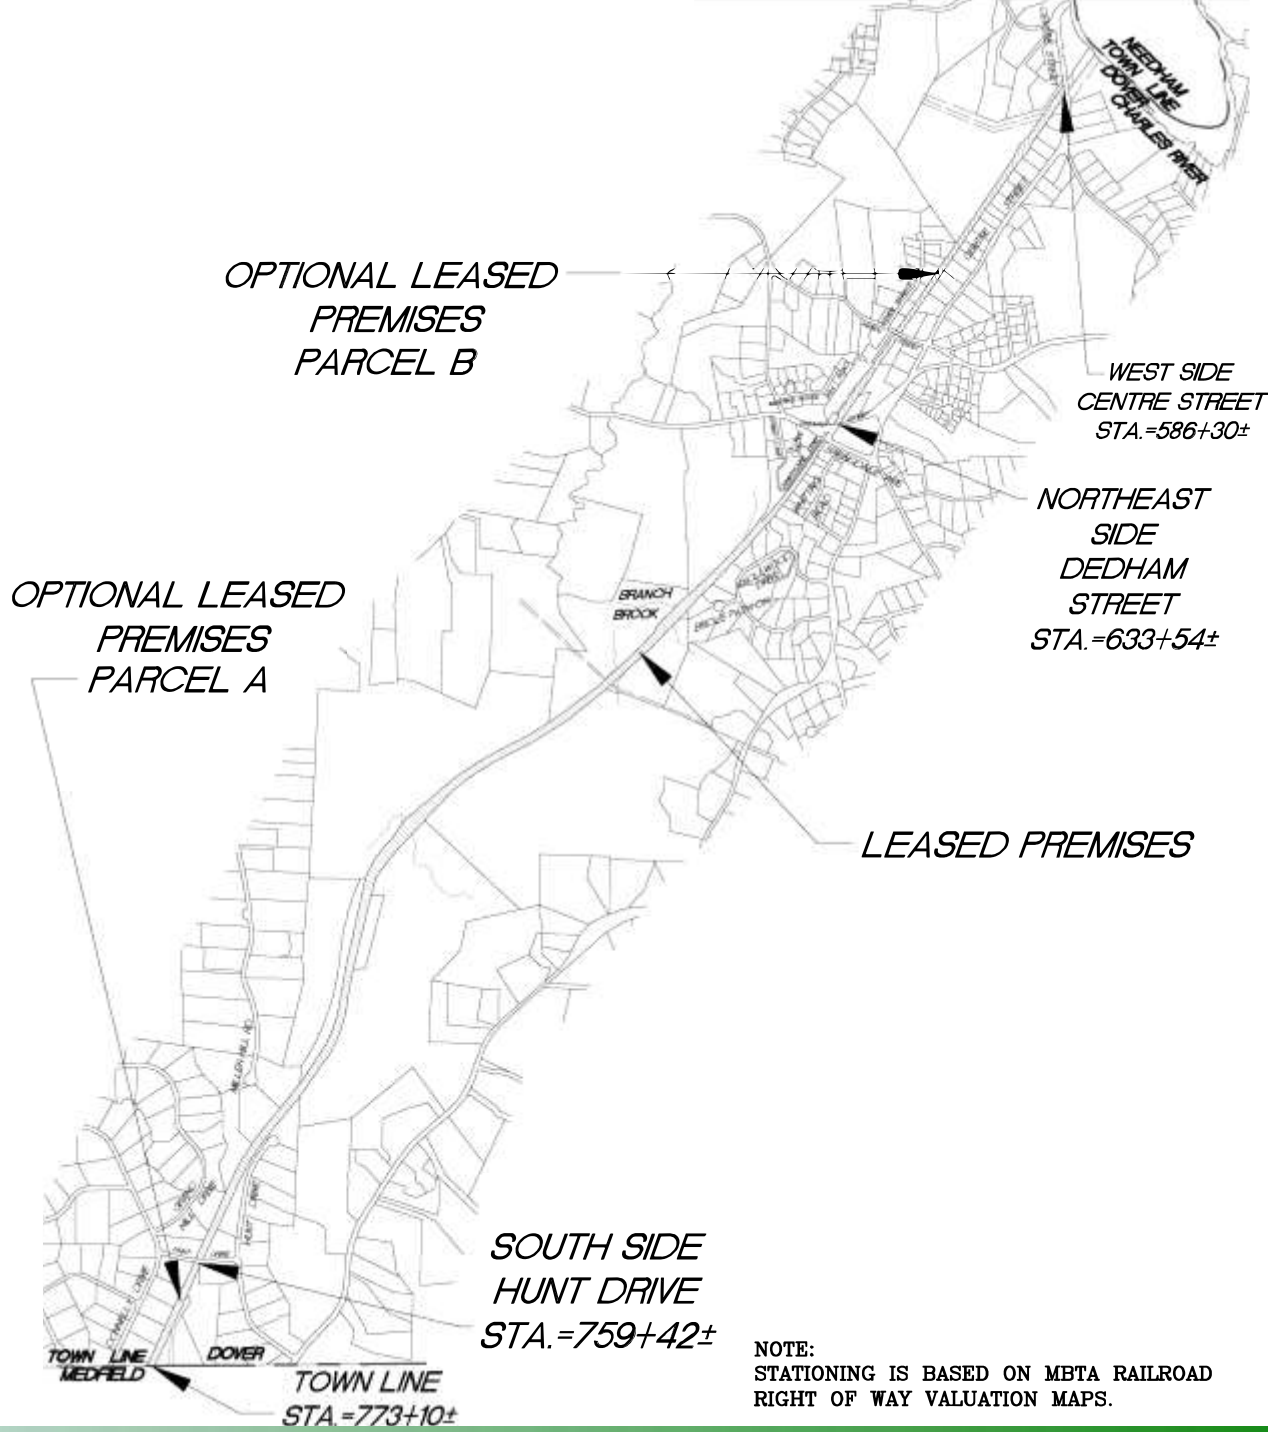 NEEDHAM
TOWN LINE
DOVER
CHARLES RIVER
OPTIONAL LEASED
PREMISES
PARCEL B
WEST SIDE
CENTRE STREET
STA.=586+30±
NORTHEAST
SIDE
DEDHAM
STREET
STA.=633+54±
BRANCH
BROOK
OPTIONAL LEASED
PREMISES
PARCEL A
LEASED PREMISES
SOUTH SIDE
HUNT DRIVE
STA.=759+42±
TOWN LINE
MEDFIELD
DOVER
TOWN LINE
STA.=773+10±
NOTE:
STATIONING IS BASED ON MBTA RAILROAD
RIGHT OF WAY VALUATION MAPS.